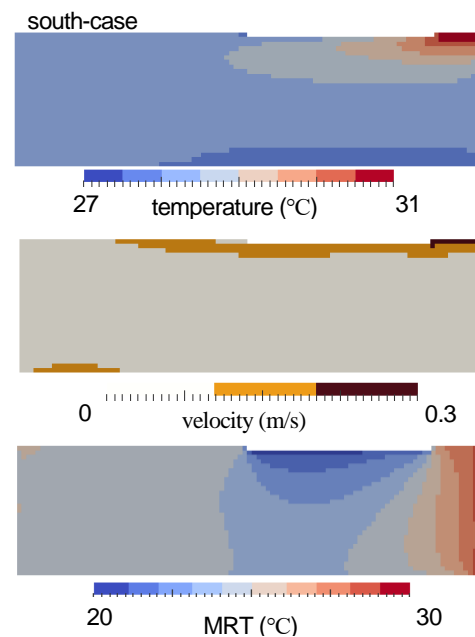 south-case
27 temperature (°C) 31
0 velocity (m/s) 0.3
20 MRT (°C) 30